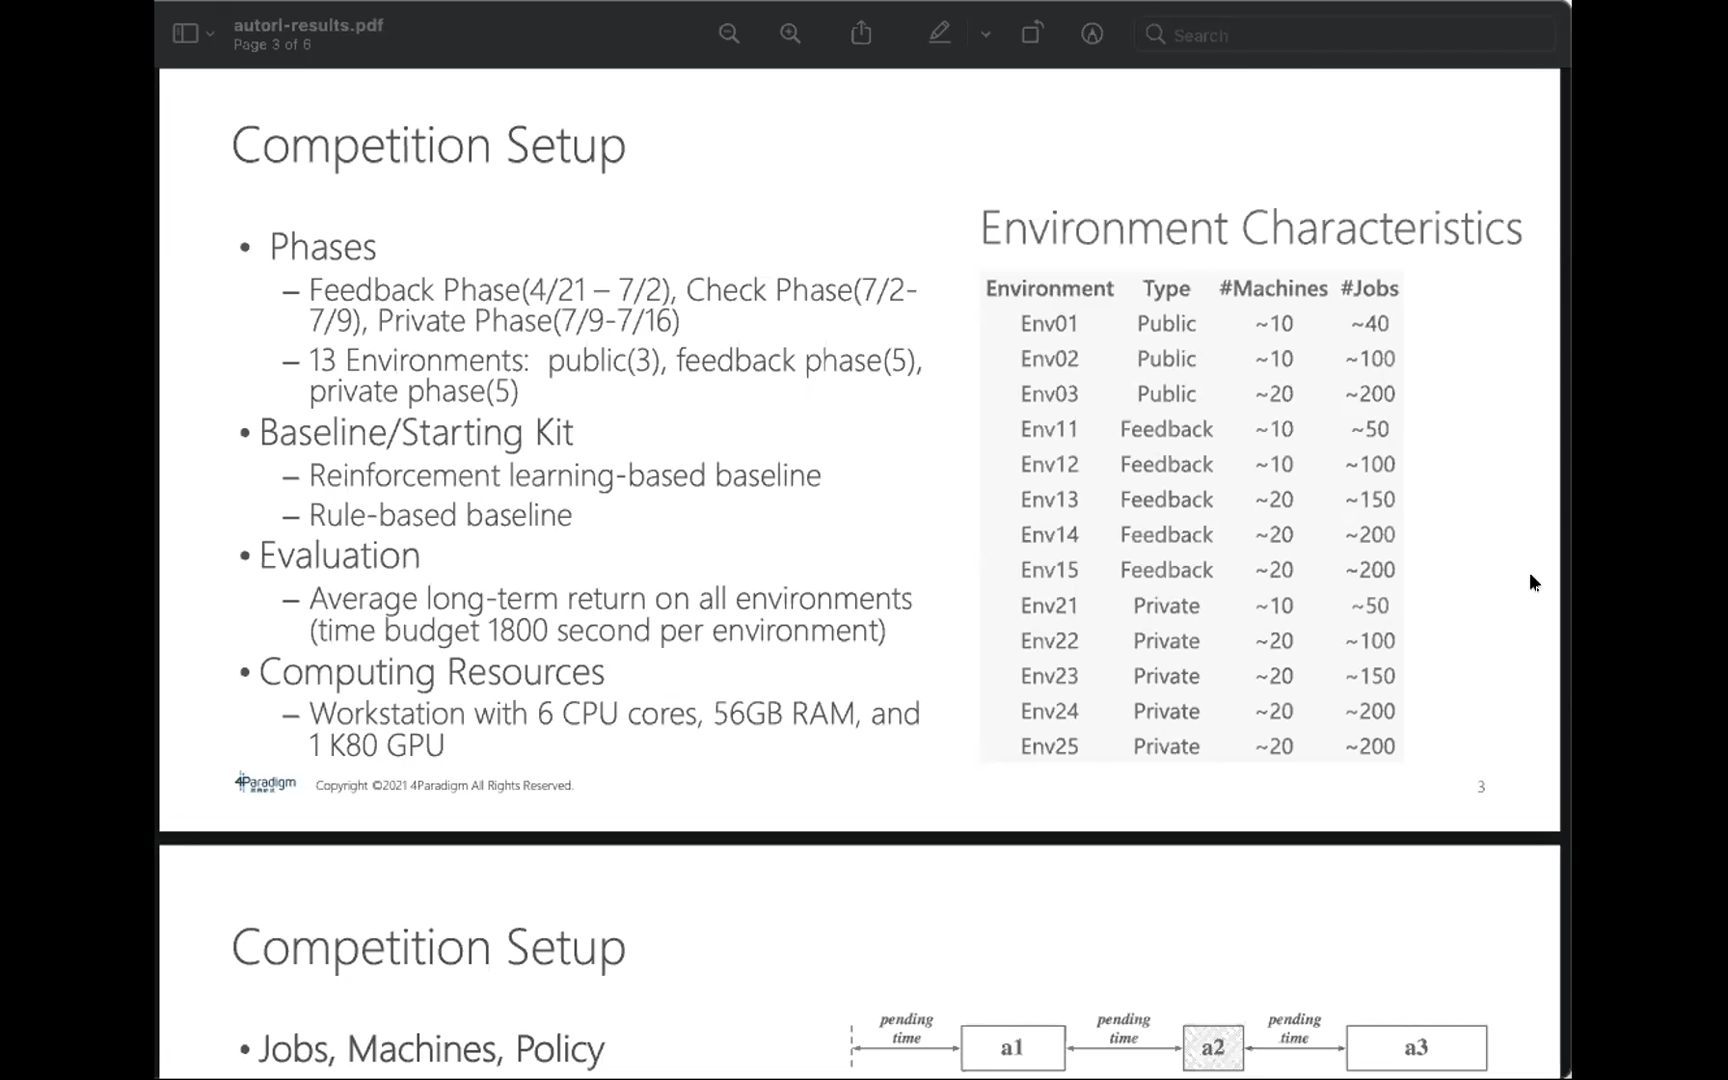 autorl-results.pdf
Page 3 of 6
Search
Competition Setup
• Phases
– Feedback Phase(4/21 – 7/2), Check Phase(7/2-
7/9), Private Phase(7/9-7/16)
– 13 Environments: public(3), feedback phase(5),
private phase(5)
• Baseline/Starting Kit
– Reinforcement learning-based baseline
– Rule-based baseline
• Evaluation
– Average long-term return on all environments
(time budget 1800 second per environment)
• Computing Resources
– Workstation with 6 CPU cores, 56GB RAM, and
1 K80 GPU
Environment Characteristics
Environment Type #Machines #Jobs
Env01 Public ~10 ~40
Env02 Public ~10 ~100
Env03 Public ~20 ~200
Env11 Feedback ~10 ~50
Env12 Feedback ~10 ~100
Env13 Feedback ~20 ~150
Env14 Feedback ~20 ~200
Env15 Feedback ~20 ~200
Env21 Private ~10 ~50
Env22 Private ~20 ~100
Env23 Private ~20 ~150
Env24 Private ~20 ~200
Env25 Private ~20 ~200
4Paradigm
Copyright ©2021 4Paradigm All Rights Reserved.
3
Competition Setup
• Jobs, Machines, Policy
pending time a1 pending time a2 pending time a3